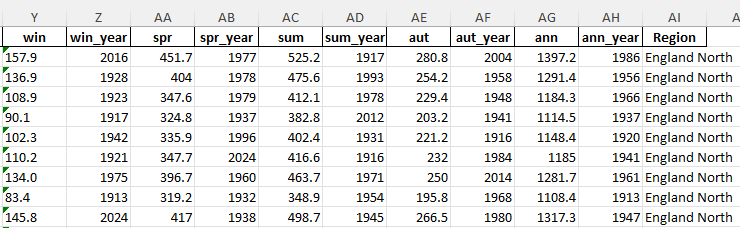 Y Z AA AB AC AD AE AF AG AH AI A
win win_year spr spr_year sum sum_year aut aut_year ann ann_year Region
157.9 2016 451.7 1977 525.2 1917 280.8 2004 1397.2 1986 England North
136.9 1928 404 1978 475.6 1993 254.2 1958 1291.4 1956 England North
108.9 1923 347.6 1979 412.1 1978 229.4 1948 1184.3 1966 England North
90.1 1917 324.8 1937 382.8 2012 203.2 1941 1114.5 1937 England North
102.3 1942 335.9 1996 402.4 1931 221.2 1916 1148.4 1920 England North
110.2 1921 347.7 2024 416.6 1916 232 1984 1185 1941 England North
134.0 1975 396.7 1960 463.7 1971 250 2014 1281.7 1961 England North
83.4 1913 319.2 1932 348.9 1954 195.8 1968 1108.4 1913 England North
145.8 2024 417 1938 498.7 1945 266.5 1980 1317.3 1947 England North